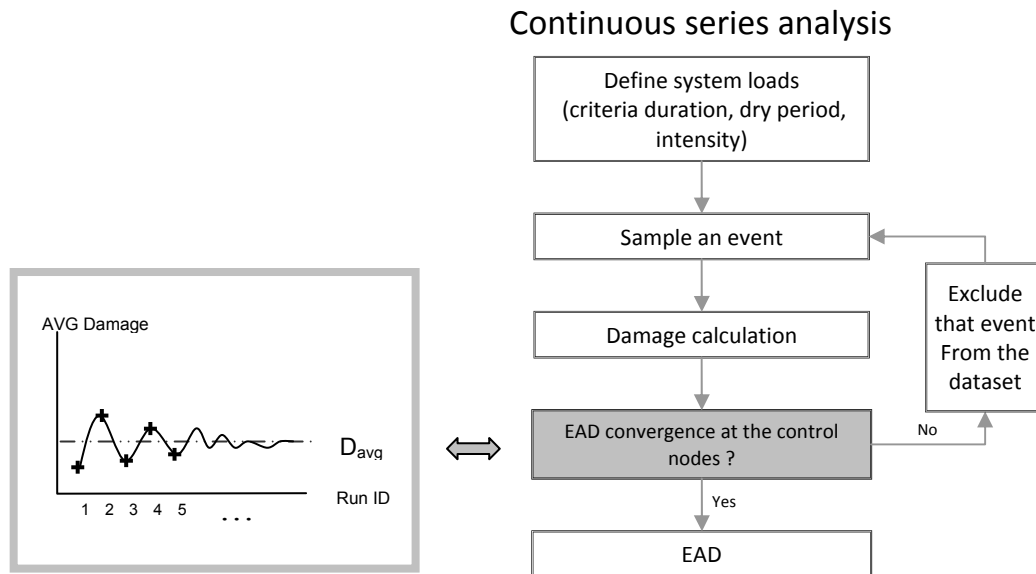 Continuous series analysis
Define system loads
(criteria duration, dry period,
intensity)
Sample an event
Exclude
that event
From the
dataset
Damage calculation
EAD convergence at the control
nodes ?
No
Yes
EAD
AVG Damage
Davg
Run ID
1 2 3 4 5 ...